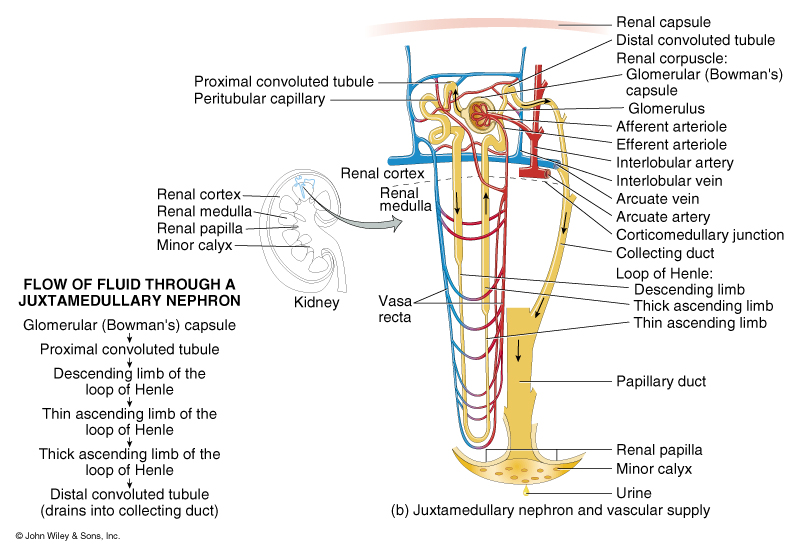 Renal capsule
Distal convoluted tubule
Renal corpuscle:
Glomerular (Bowman's)
capsule
Glomerulus
Afferent arteriole
Efferent arteriole
Interlobular artery
Interlobular vein
Arcuate vein
Arcuate artery
Corticomedullary junction
Collecting duct
Loop of Henle:
Descending limb
Thick ascending limb
Thin ascending limb
Papillary duct
Renal papilla
Minor calyx
Urine
Proximal convoluted tubule
Peritubular capillary
Renal cortex
Renal
medulla
Vasa
recta
Renal cortex
Renal medulla
Renal papilla
Minor calyx
Kidney
FLOW OF FLUID THROUGH A
JUXTAMEDULLARY NEPHRON
Glomerular (Bowman's) capsule
Proximal convoluted tubule
Descending limb of the
loop of Henle
Thin ascending limb of the
loop of Henle
Thick ascending limb of the
loop of Henle
Distal convoluted tubule
(drains into collecting duct)
(b) Juxtamedullary nephron and vascular supply
© John Wiley & Sons, Inc.